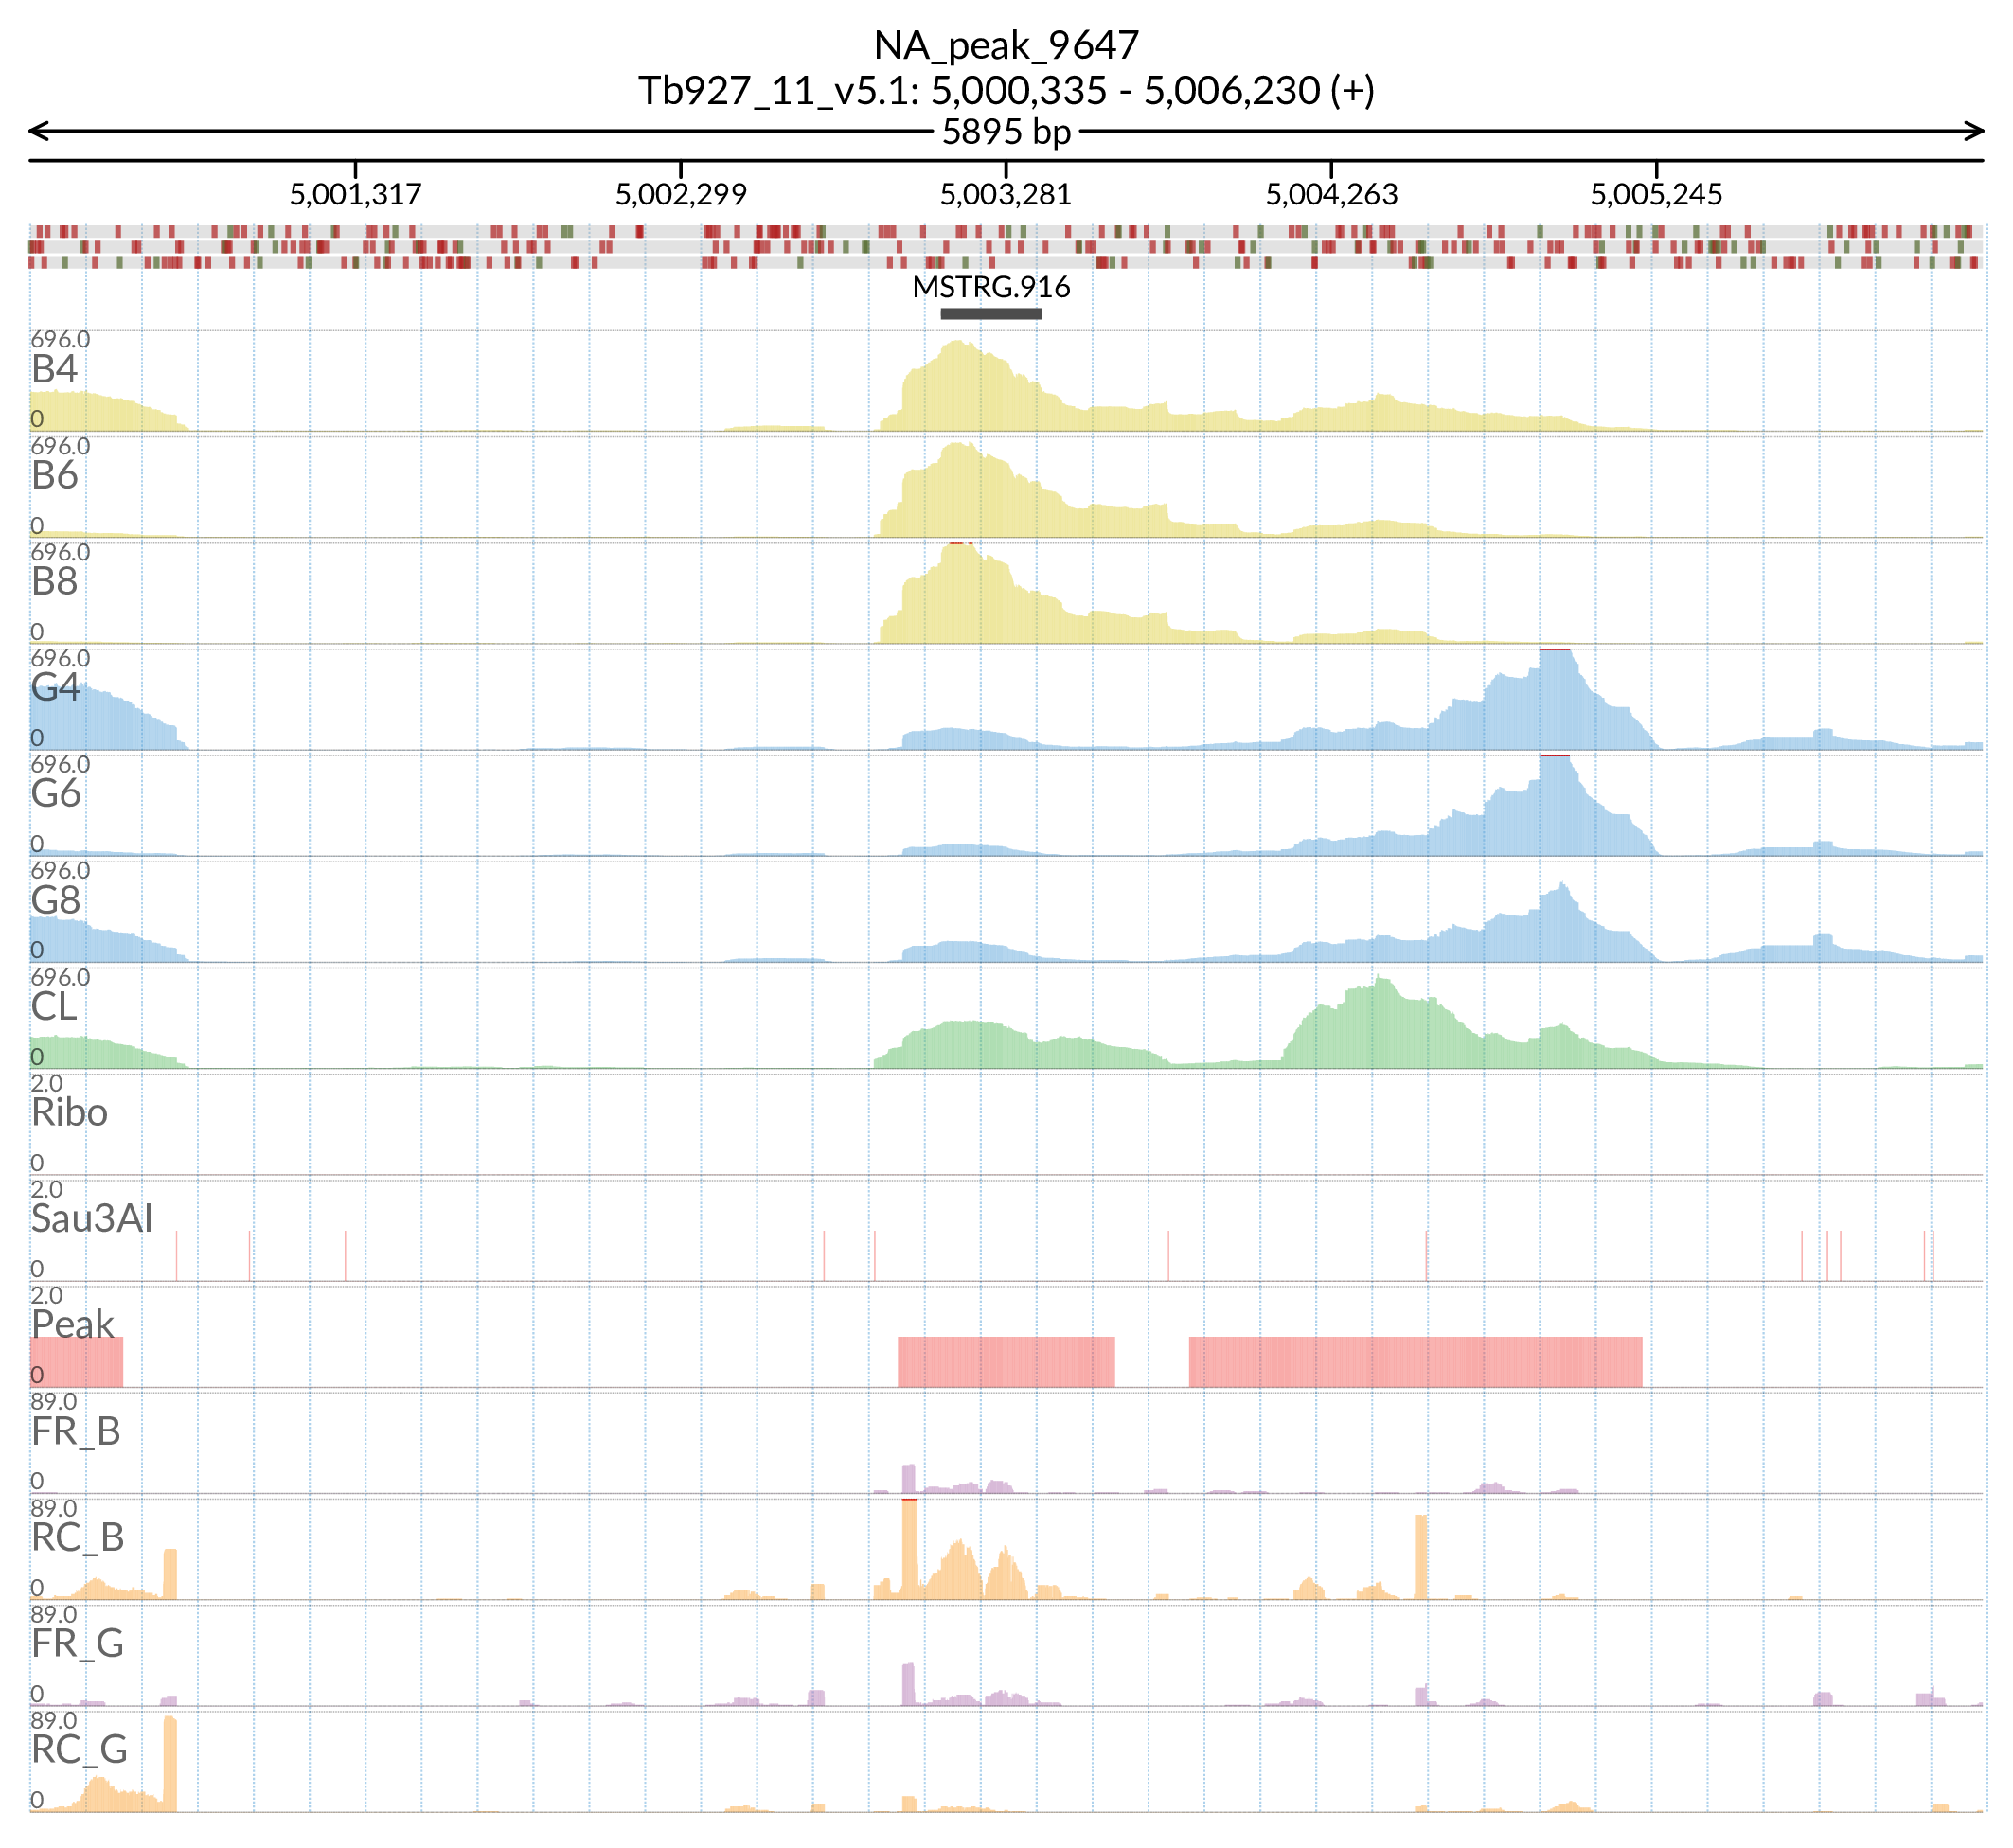 NA_peak_9647
Tb927_11_v5.1: 5,000,335 - 5,006,230 (+)
5895 bp
5,001,317 5,002,299 5,003,281 5,004,263 5,005,245
MSTRG.916
696.0
B4
0
696.0
B6
0
696.0
B8
0
696.0
G4
0
696.0
G6
0
696.0
G8
0
696.0
CL
0
2.0
Ribo
0
2.0
Sau3AI
0
2.0
Peak
0
89.0
FR_B
0
89.0
RC_B
0
89.0
FR_G
0
89.0
RC_G
0